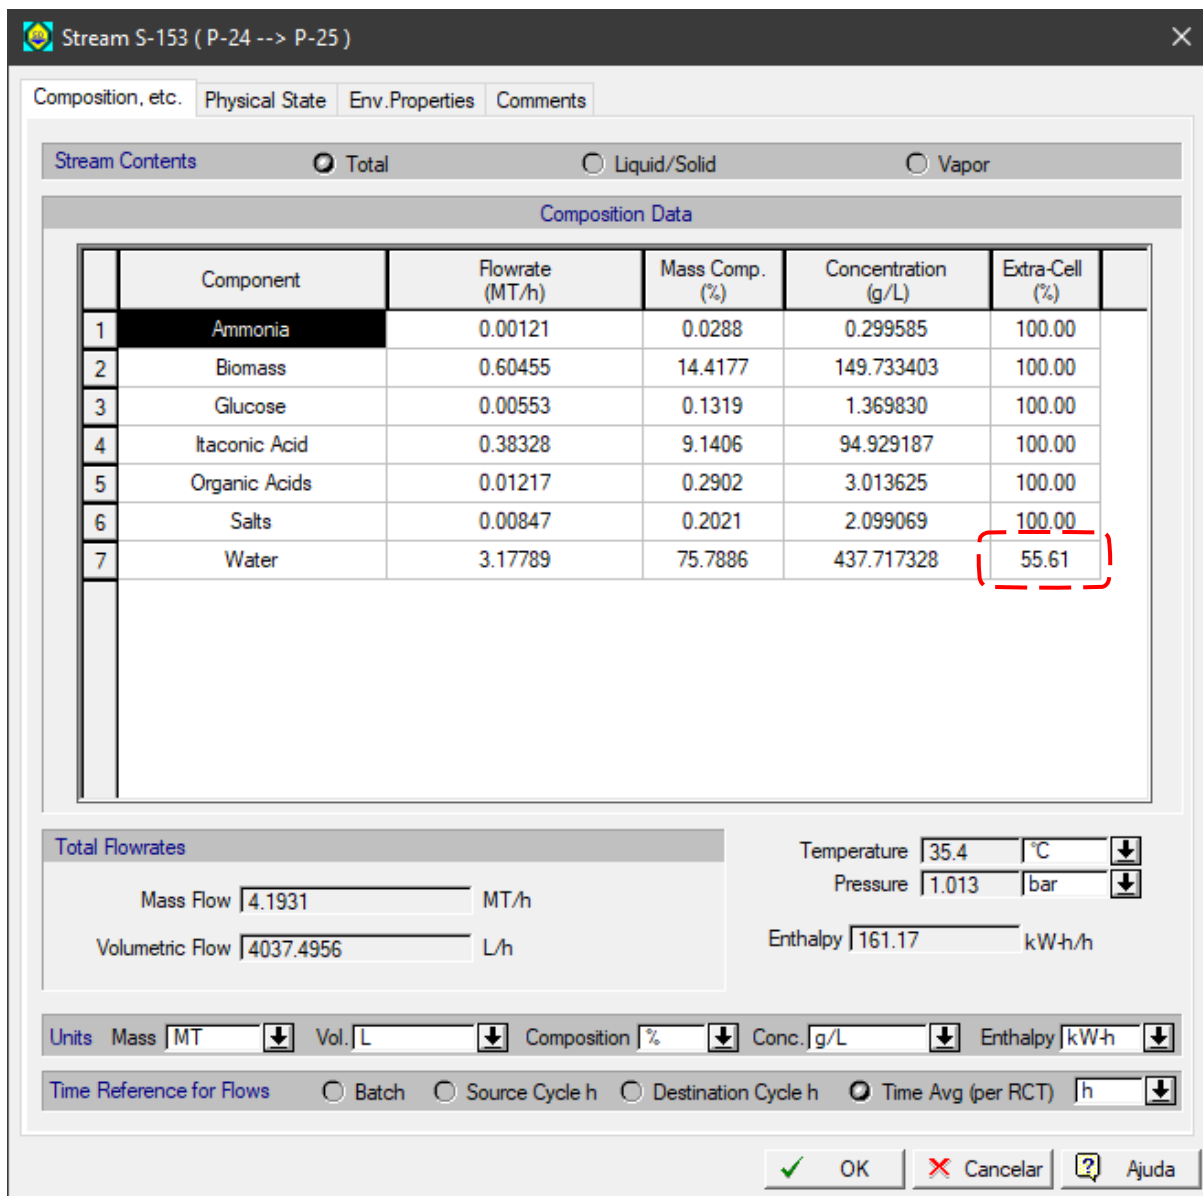 Stream S-153 ( P-24 --> P-25 )
Composition, etc. Physical State Env.Properties Comments
Stream Contents Total Liquid/Solid Vapor
Composition Data
Component Flowrate (MT/h) Mass Comp. (%) Concentration (g/L) Extra-Cell (%)
1 Ammonia 0.00121 0.0288 0.299585 100.00
2 Biomass 0.60455 14.4177 149.733403 100.00
3 Glucose 0.00553 0.1319 1.369830 100.00
4 Itaconic Acid 0.38328 9.1406 94.929187 100.00
5 Organic Acids 0.01217 0.2902 3.013625 100.00
6 Salts 0.00847 0.2021 2.099069 100.00
7 Water 3.17789 75.7886 437.717328 55.61
Total Flowrates
Mass Flow 4.1931 MT/h
Volumetric Flow 4037.4956 L/h
Temperature 35.4 °C
Pressure 1.013 bar
Enthalpy 161.17 kW-h/h
Units Mass MT Vol. L Composition % Conc. g/L Enthalpy kW-h
Time Reference for Flows Batch Source Cycle h Destination Cycle h Time Avg (per RCT) h
OK Cancelar Ajuda